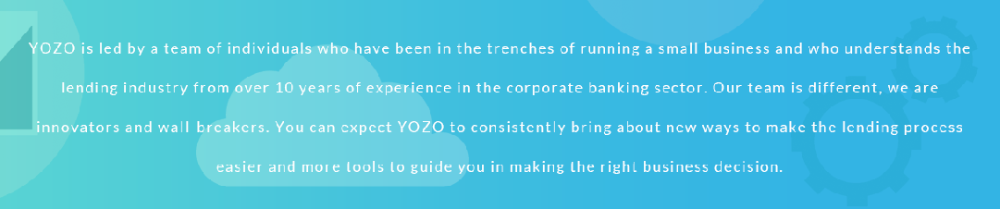 YOZO is led by a team of individuals who have been in the trenches of running a small business and who understands the
lending industry from over 10 years of experience in the corporate banking sector. Our team is different, we are
innovators and wall breakers. You can expect YOZO to consistently bring about new ways to make the lending process
easier and more tools to guide you in making the right business decision.